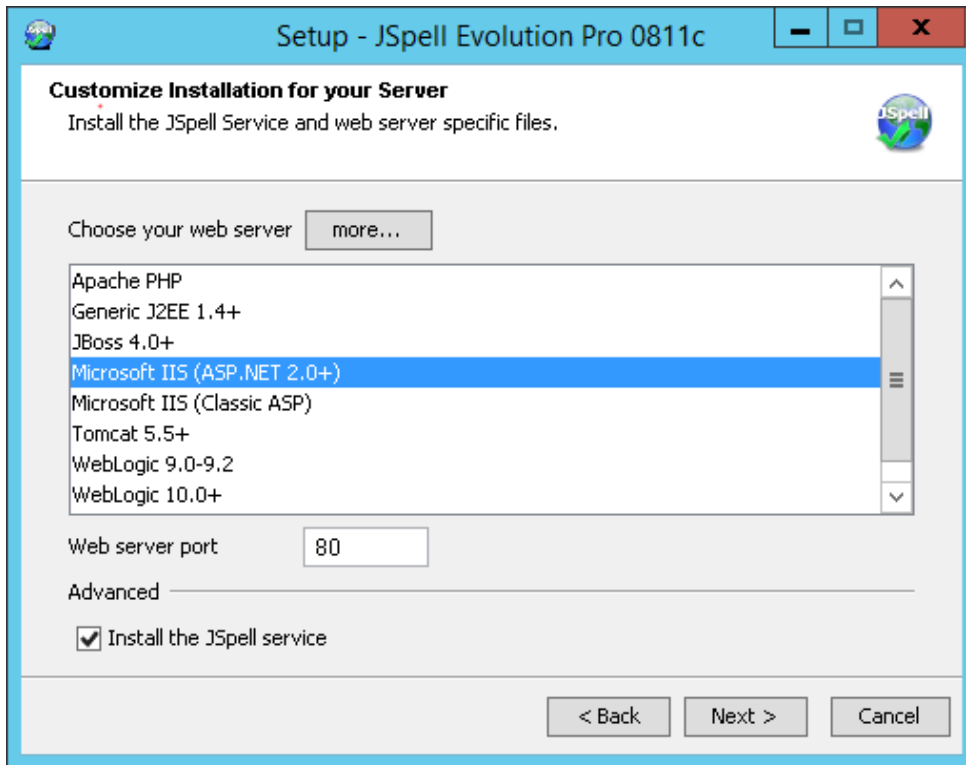 Setup - JSpell Evolution Pro 0811c
Customize Installation for your Server
Install the JSpell Service and web server specific files.
JSpell
Choose your web server more...
Apache PHP
Generic J2EE 1.4+
JBoss 4.0+
Microsoft IIS (ASP.NET 2.0+)
Microsoft IIS (Classic ASP)
Tomcat 5.5+
WebLogic 9.0-9.2
WebLogic 10.0+
Web server port 80
Advanced
Install the JSpell service
< Back Next > Cancel